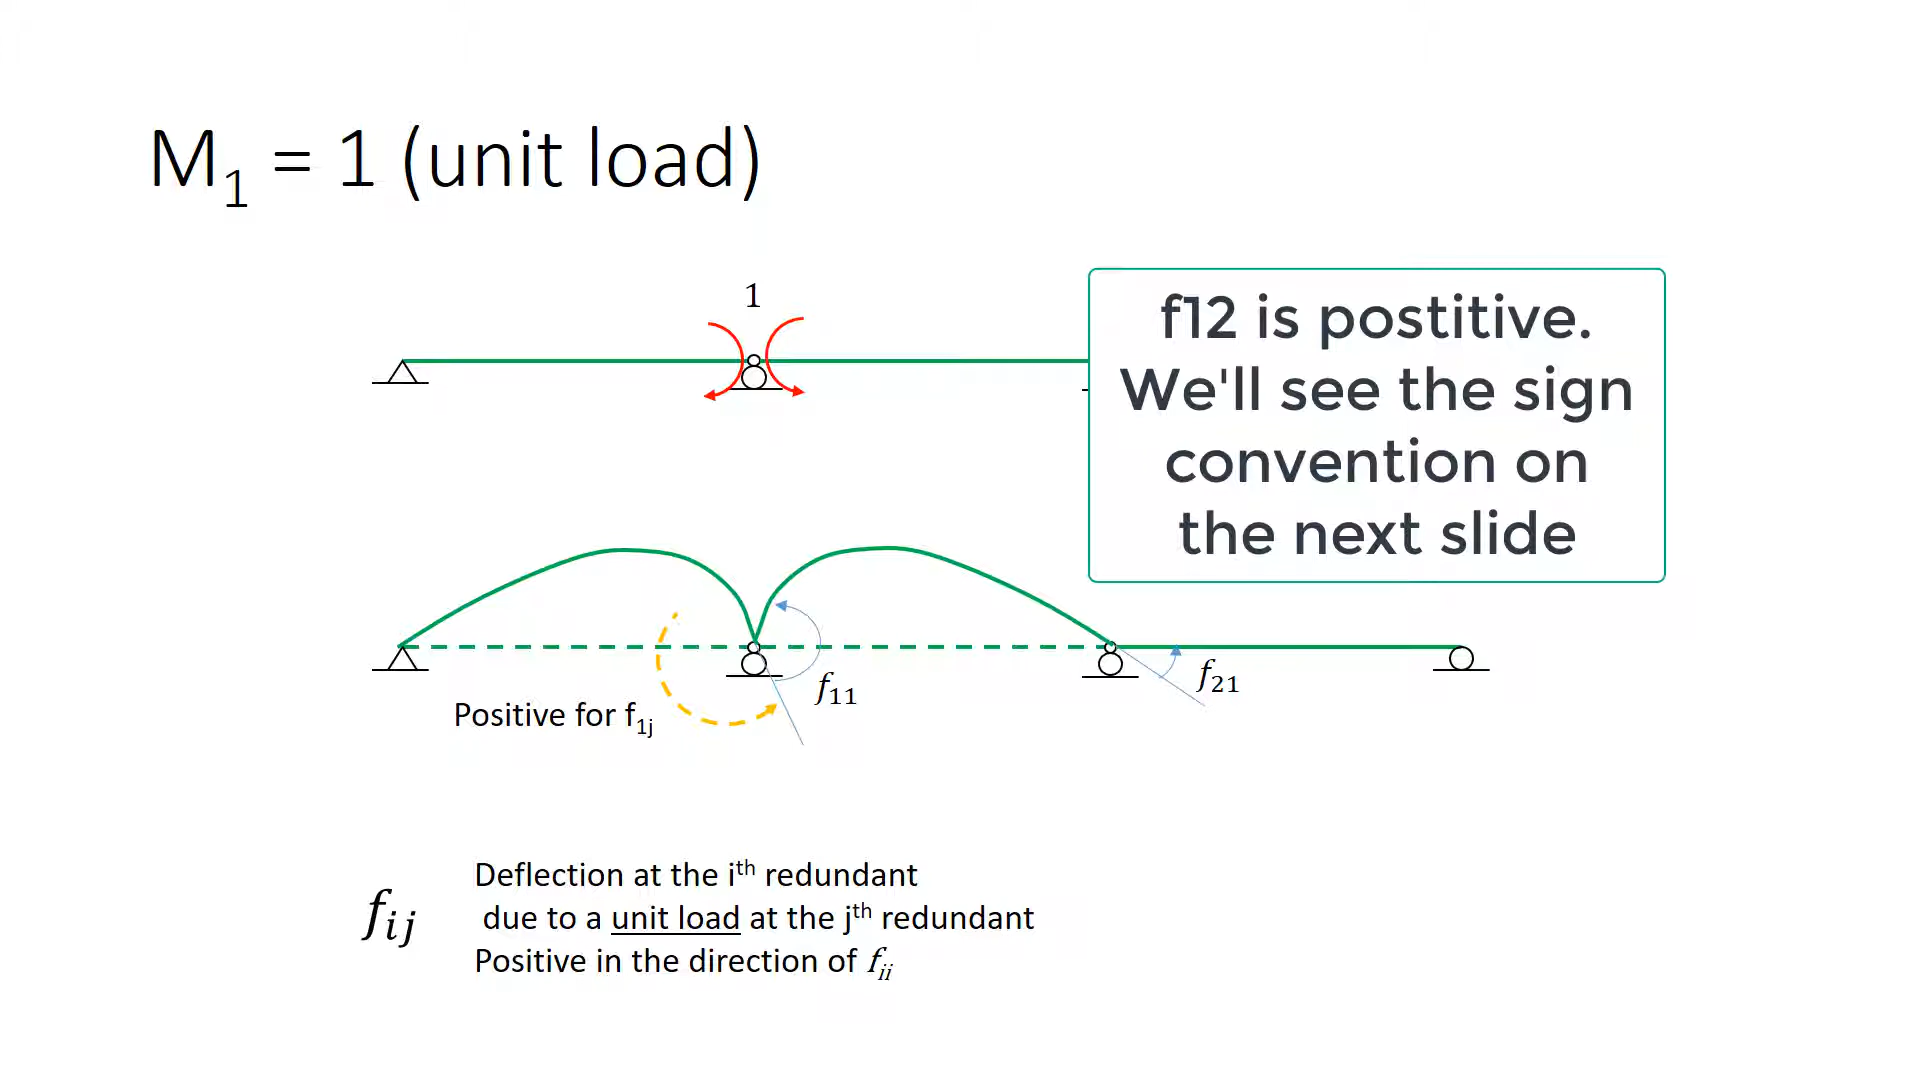 M₁ = 1 (unit load)
1
f12 is postitive.
We'll see the sign
convention on
the next slide
f₁₁
f₂₁
Positive for f₁ⱼ
fᵢⱼ
Deflection at the iᵗʰ redundant
due to a unit load at the jᵗʰ redundant
Positive in the direction of fᵢᵢ